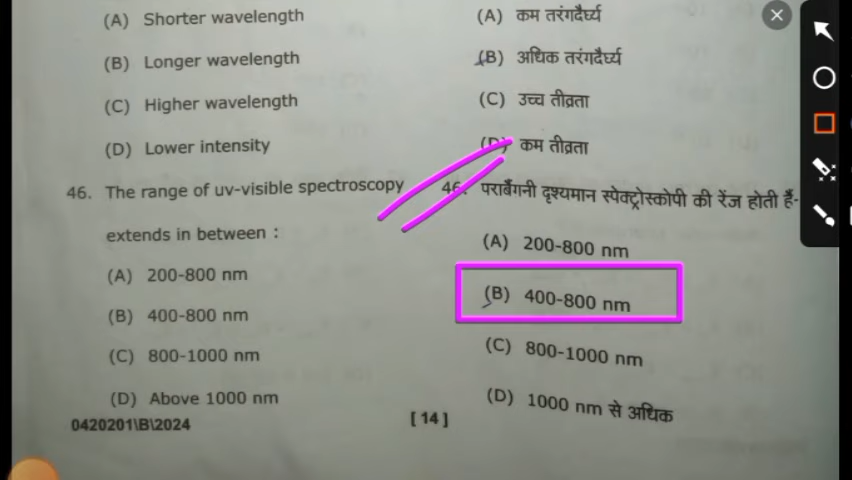 (A) Shorter wavelength
(B) Longer wavelength
(C) Higher wavelength
(D) Lower intensity
46. The range of uv-visible spectroscopy
extends in between :
(A) 200-800 nm
(B) 400-800 nm
(C) 800-1000 nm
(D) Above 1000 nm
0420201\B\2024
(A) कम तरंगदैर्घ्य
(B) अधिक तरंगदैर्घ्य
(C) उच्च तीव्रता
(D) कम तीव्रता
46. पराबैंगनी दृश्यमान स्पेक्ट्रोस्कोपी की रेंज होती हैं-
(A) 200-800 nm
(B) 400-800 nm
(C) 800-1000 nm
(D) 1000 nm से अधिक
[ 14 ]